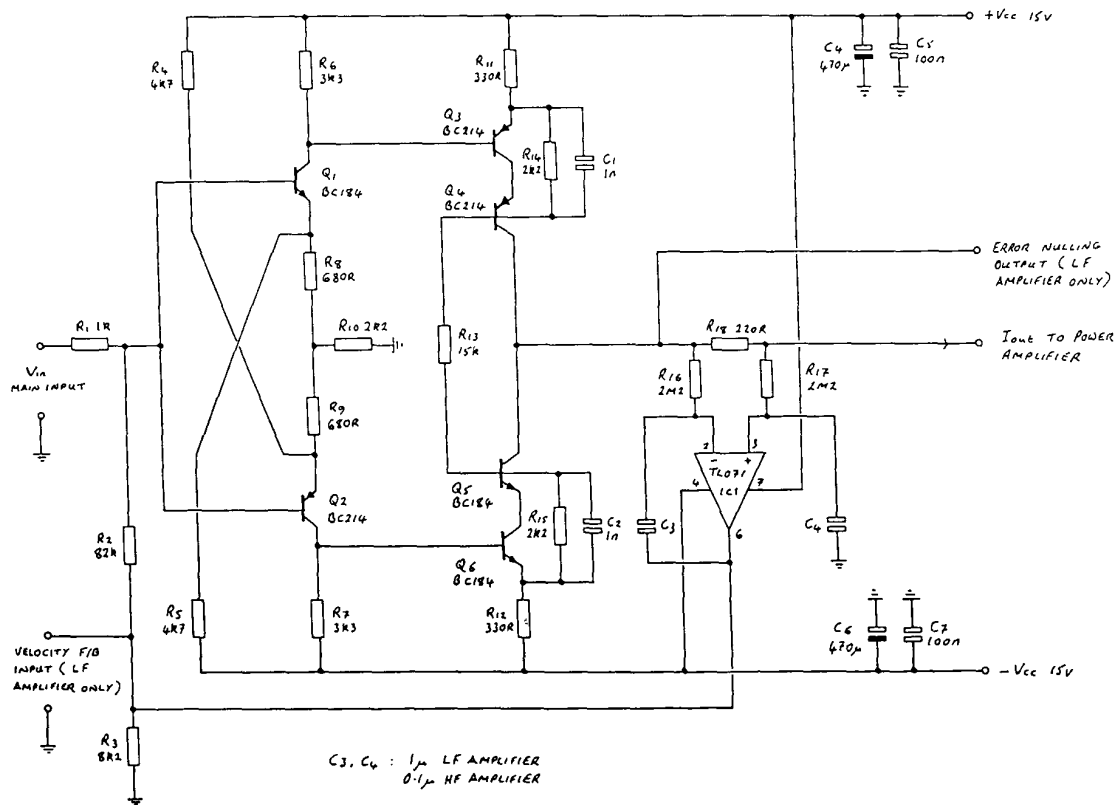 +Vcc 15V
R4
4k7
R6
3k3
R11
330R
C4
470µ
C5
100n
Q3
BC214
R14
2k2
C1
1n
Q1
BC184
Q4
BC214
R8
680R
ERROR NULLING
OUTPUT (LF
AMPLIFIER ONLY)
R1 1k
R10 2k2
R13
15k
R18 220R
Iout TO POWER
AMPLIFIER
Vin
MAIN INPUT
R16
2M2
R17
2M2
R9
680R
2
3
-
+
TL071
4
IC1
7
6
Q2
BC214
Q5
BC184
R15
2k2
C2
1n
C3
C4
R2
82k
Q6
BC184
R5
4k7
R7
3k3
R12
330R
C6
470µ
C7
100n
VELOCITY F/B
INPUT (LF
AMPLIFIER ONLY)
-Vcc 15V
R3
8k2
C3, C4 : 1µ LF AMPLIFIER
0.1µ HF AMPLIFIER